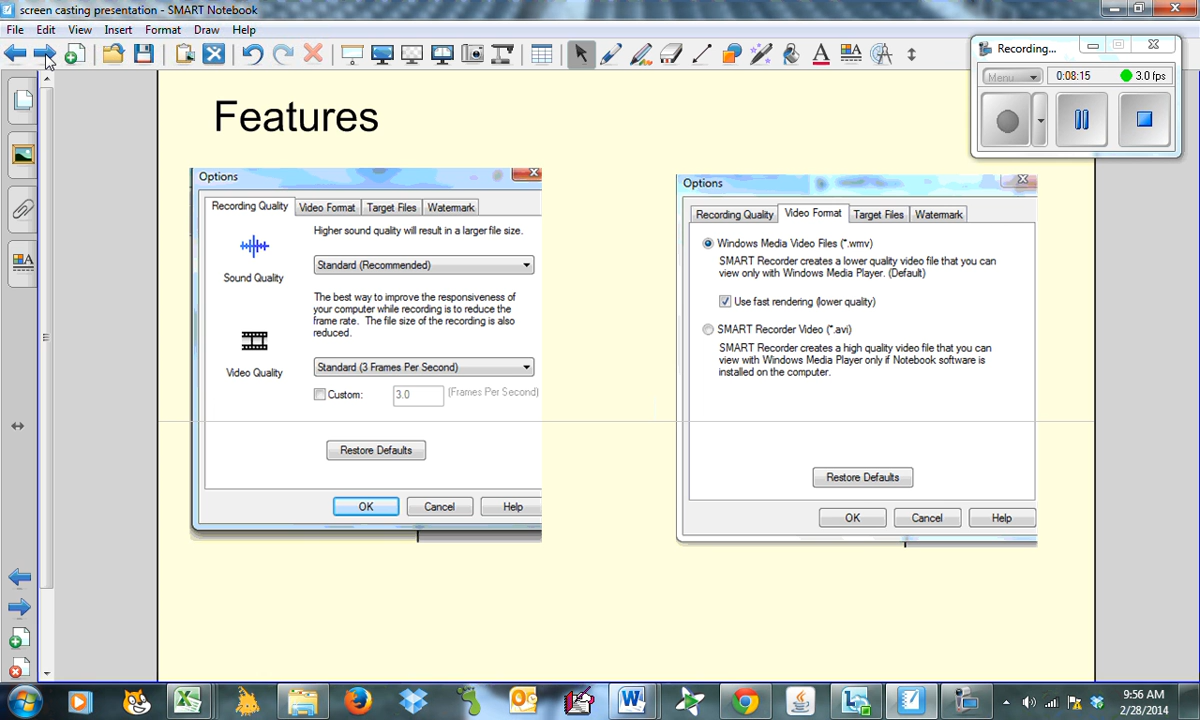 screen casting presentation - SMART Notebook
File Edit View Insert Format Draw Help
Recording...
Menu 0:08:15 3.0 fps
Features
Options
Recording Quality Video Format Target Files Watermark
Higher sound quality will result in a larger file size.
Standard (Recommended)
Sound Quality
The best way to improve the responsiveness of
your computer while recording is to reduce the
frame rate. The file size of the recording is also
reduced.
Standard (3 Frames Per Second)
Video Quality
Custom: 3.0 (Frames Per Second)
Restore Defaults
OK Cancel Help
Options
Recording Quality Video Format Target Files Watermark
Windows Media Video Files (*.wmv)
SMART Recorder creates a lower quality video file that you can
view only with Windows Media Player. (Default)
Use fast rendering (lower quality)
SMART Recorder Video (*.avi)
SMART Recorder creates a high quality video file that you can
view with Windows Media Player only if Notebook software is
installed on the computer.
Restore Defaults
OK Cancel Help
9:56 AM
2/28/2014